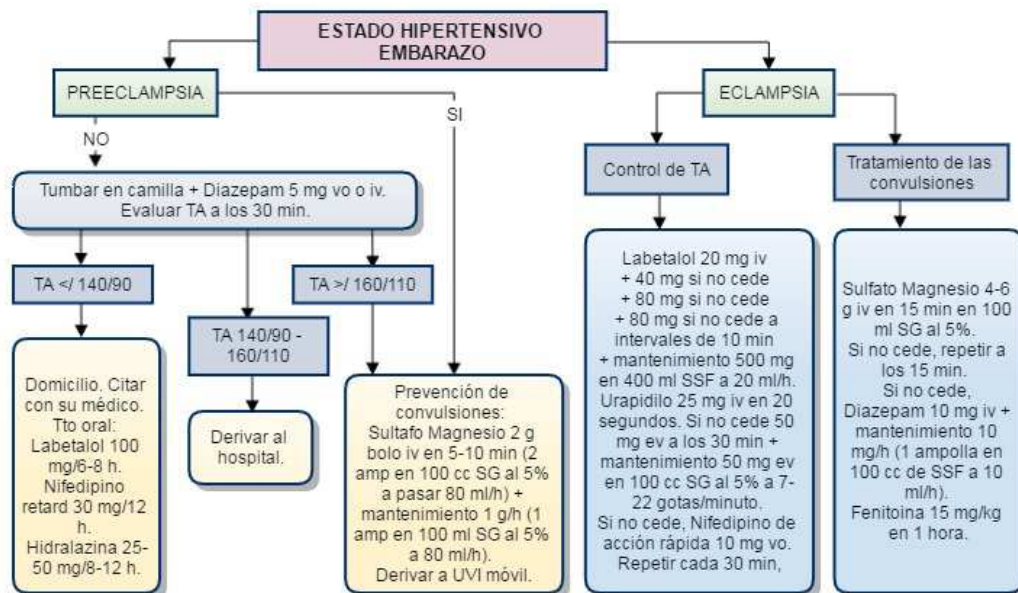 ESTADO HIPERTENSIVO
EMBARAZO
PREECLAMPSIA
NO
SI
Tumbar en camilla + Diazepam 5 mg vo o iv.
Evaluar TA a los 30 min.
TA </ 140/90
TA 140/90 -
160/110
TA >/ 160/110
Domicilio. Citar
con su médico.
Tto oral:
Labetalol 100
mg/6-8 h.
Nifedipino
retard 30 mg/12
h.
Hidralazina 25-
50 mg/8-12 h.
Derivar al
hospital.
Prevención de
convulsiones:
Sultafo Magnesio 2 g
bolo iv en 5-10 min (2
amp en 100 cc SG al 5%
a pasar 80 ml/h) +
mantenimiento 1 g/h (1
amp en 100 ml SG al 5%
a 80 ml/h).
Derivar a UVI móvil.
ECLAMPSIA
Control de TA
Labetalol 20 mg iv
+ 40 mg si no cede
+ 80 mg si no cede
+ 80 mg si no cede a
intervales de 10 min
+ mantenimiento 500 mg
en 400 ml SSF a 20 ml/h.
Urapidilo 25 mg iv en 20
segundos. Si no cede 50
mg ev a los 30 min +
mantenimiento 50 mg ev
en 100 cc SG al 5% a 7-
22 gotas/minuto.
Si no cede, Nifedipino de
acción rápida 10 mg vo.
Repetir cada 30 min,
Tratamiento de las
convulsiones
Sulfato Magnesio 4-6
g iv en 15 min en 100
ml SG al 5%.
Si no cede, repetir a
los 15 min.
Si no cede,
Diazepam 10 mg iv +
mantenimiento 10
mg/h (1 ampolla en
100 cc de SSF a 10
ml/h).
Fenitoina 15 mg/kg
en 1 hora.